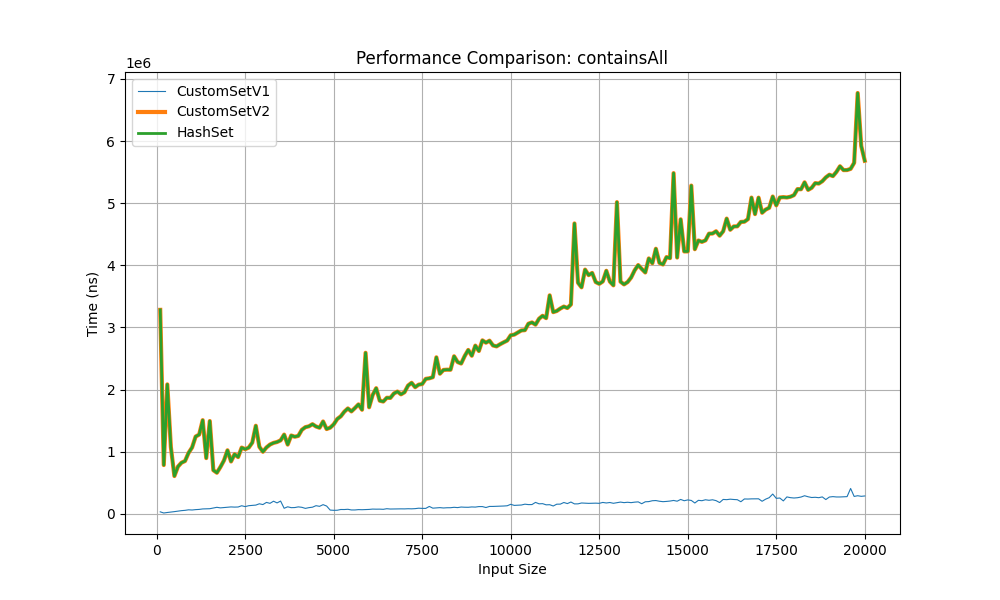 Performance Comparison: containsAll
1e6
CustomSetV1
CustomSetV2
HashSet
7
6
5
4
3
2
1
0
Time (ns)
0 2500 5000 7500 10000 12500 15000 17500 20000
Input Size